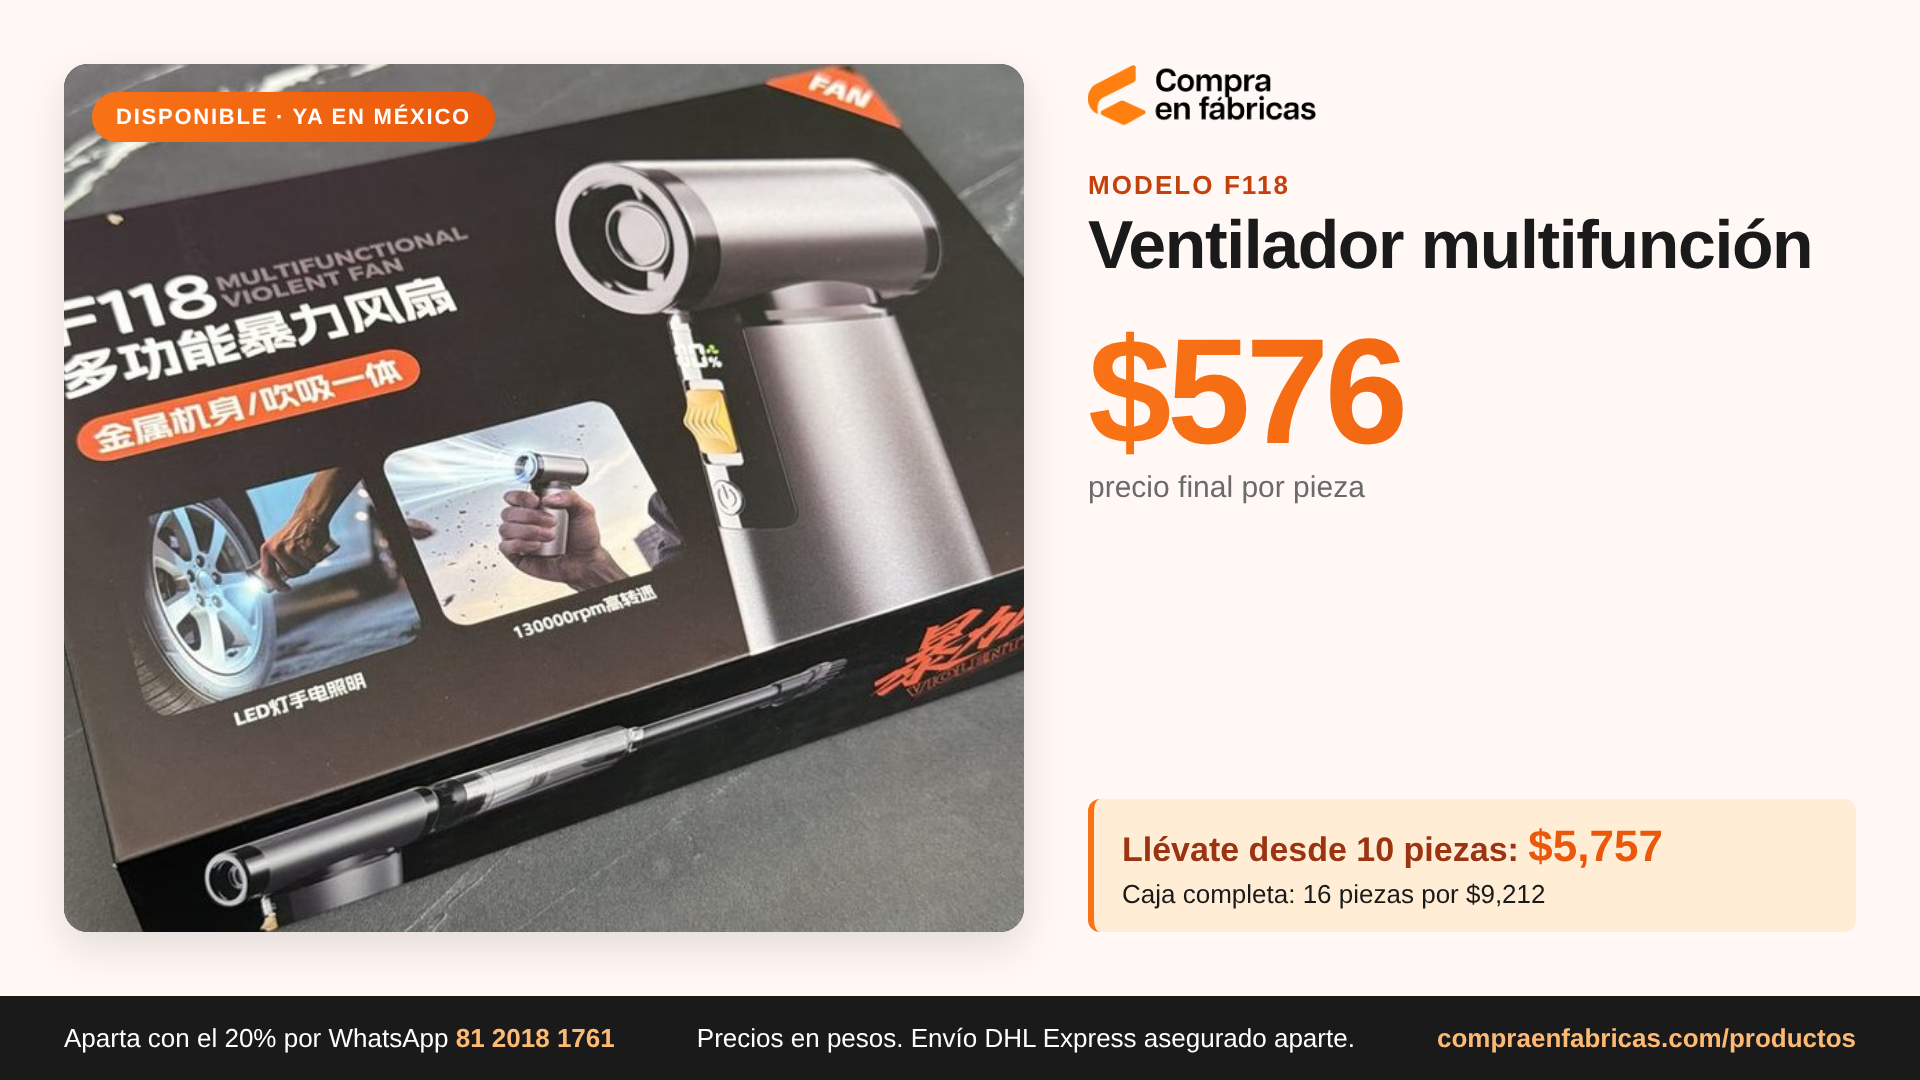 DISPONIBLE · YA EN MÉXICO
FAN
F118
MULTIFUNCTIONAL
VIOLENT FAN
多功能暴力风扇
金属机身/吹吸一体
130000rpm高转速
LED灯手电照明
Compra
en fábricas
MODELO F118
Ventilador multifunción
$576
precio final por pieza
Llévate desde 10 piezas: $5,757
Caja completa: 16 piezas por $9,212
Aparta con el 20% por WhatsApp 81 2018 1761
Precios en pesos. Envío DHL Express asegurado aparte.
compraenfabricas.com/productos